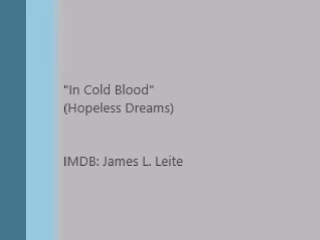 "In Cold Blood"
(Hopeless Dreams)
IMDB: James L. Leite